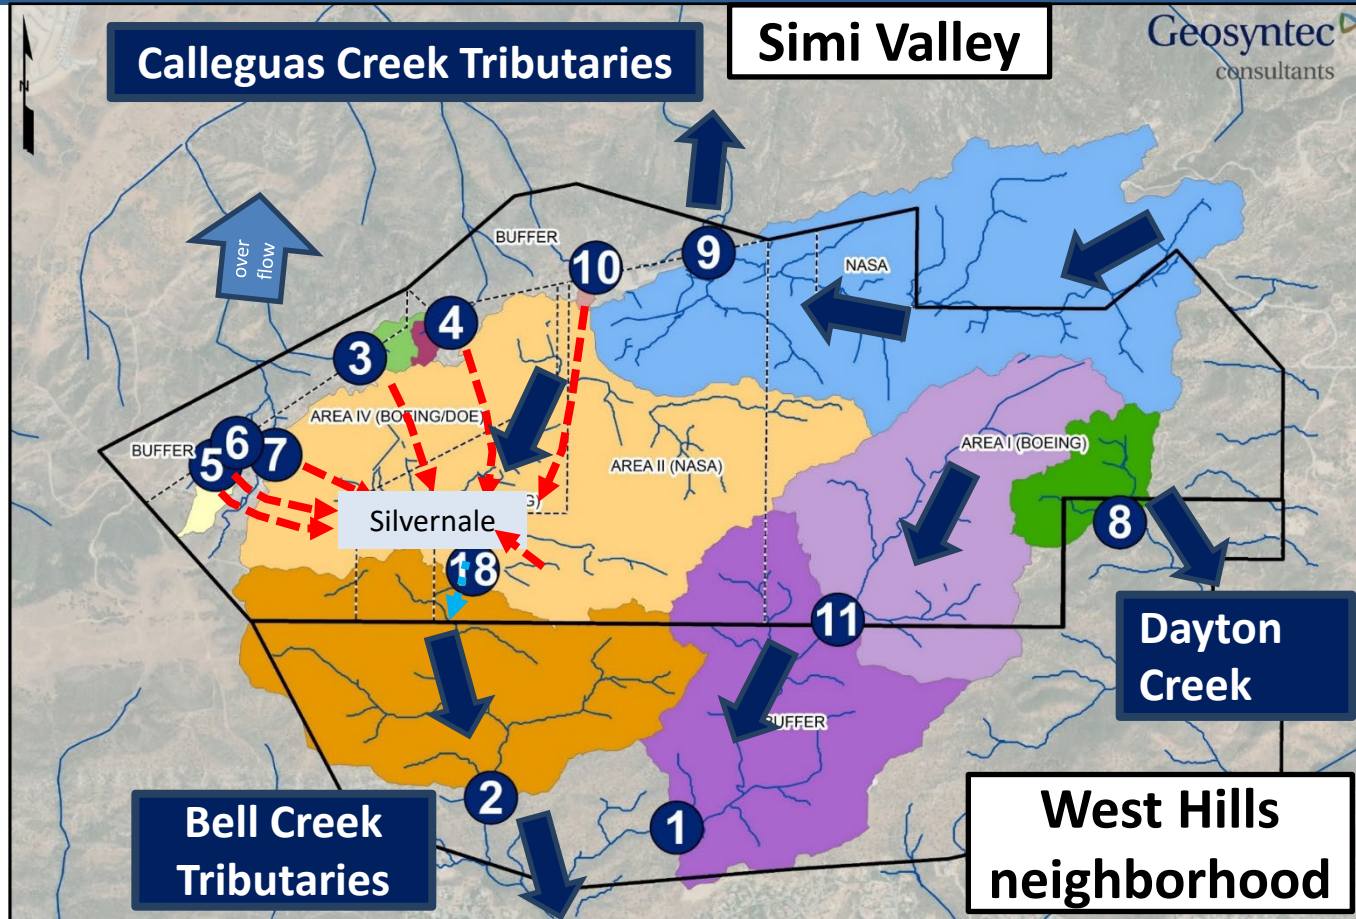 Simi Valley
Geosyntec
consultants
Calleguas Creek Tributaries
N
over
flow
BUFFER
10
9
NASA
4
3
AREA IV (BOEING/DOE)
AREA I (BOEING)
BUFFER
5
6
7
AREA II (NASA)
Silvernale
G)
8
18
11
Dayton
Creek
BUFFER
2
1
Bell Creek
Tributaries
West Hills
neighborhood